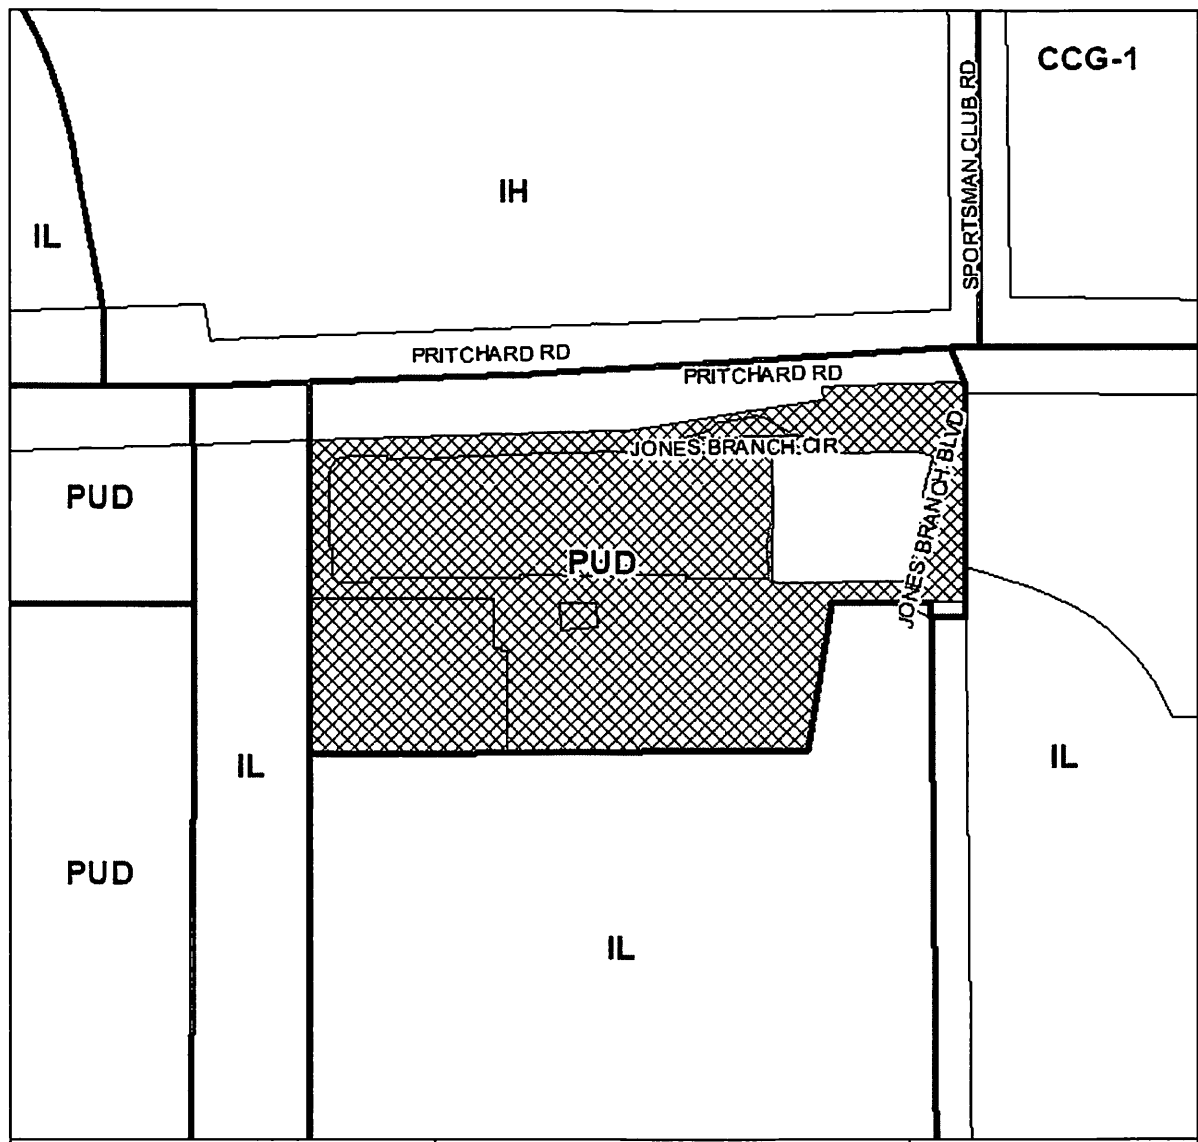 CCG-1
SPORTSMAN CLUB RD
IH
IL
PRITCHARD RD
PRITCHARD RD
JONES BRANCH CIR
JONES BRANCH BLVD
PUD
PUD
IL
IL
PUD
IL